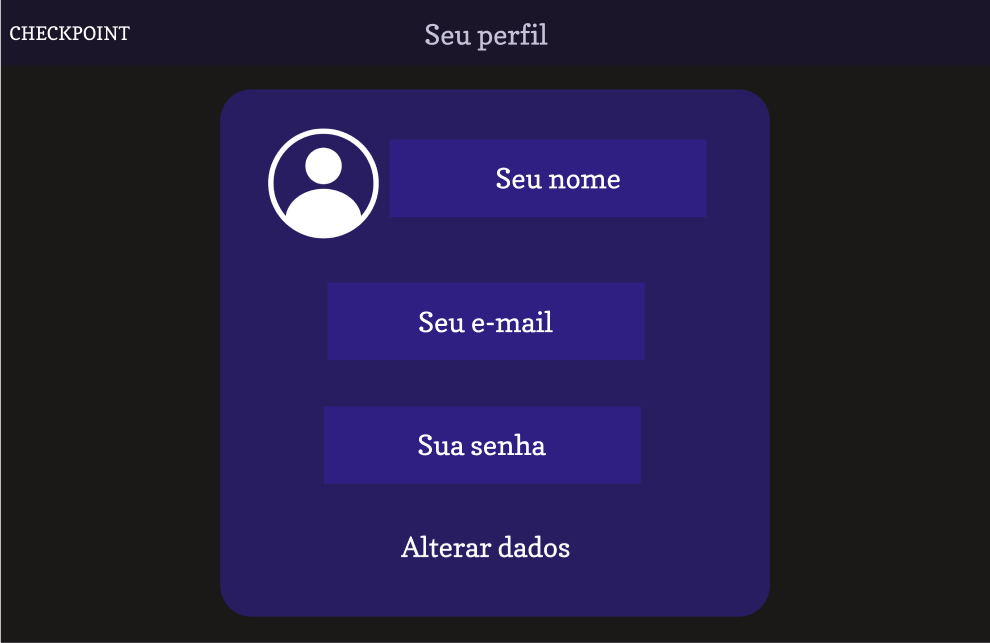 CHECKPOINT
Seu perfil
Seu nome
Seu e-mail
Sua senha
Alterar dados